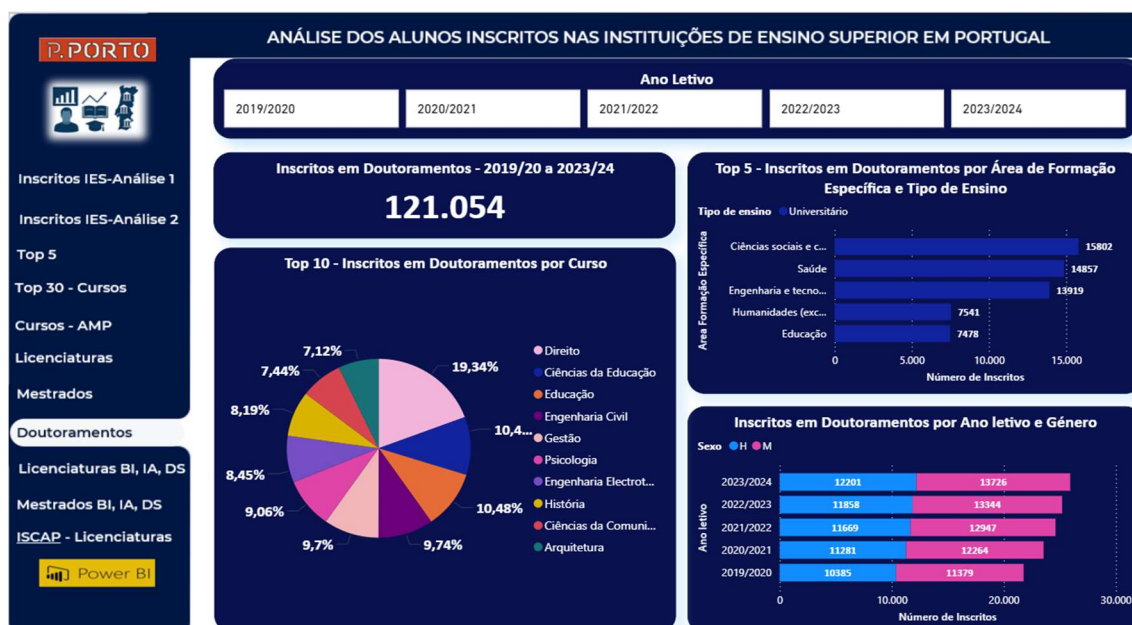 P.PORTO
ANÁLISE DOS ALUNOS INSCRITOS NAS INSTITUIÇÕES DE ENSINO SUPERIOR EM PORTUGAL
Inscritos IES-Análise 1
Inscritos IES-Análise 2
Top 5
Top 30 - Cursos
Cursos - AMP
Licenciaturas
Mestrados
Doutoramentos
Licenciaturas BI, IA, DS
Mestrados BI, IA, DS
ISCAP - Licenciaturas
Power BI
Ano Letivo
2019/2020
2020/2021
2021/2022
2022/2023
2023/2024
Inscritos em Doutoramentos - 2019/20 a 2023/24
121.054
Top 10 - Inscritos em Doutoramentos por Curso
19,34%
10,4...
10,48%
9,74%
9,7%
9,06%
8,45%
8,19%
7,44%
7,12%
Direito
Ciências da Educação
Educação
Engenharia Civil
Gestão
Psicologia
Engenharia Electrot...
História
Ciências da Comuni...
Arquitetura
Top 5 - Inscritos em Doutoramentos por Área de Formação
Específica e Tipo de Ensino
Tipo de ensino Universitário
Área Formação Específica
Ciências sociais e c... 15802
Saúde 14857
Engenharia e tecno... 13919
Humanidades (exc... 7541
Educação 7478
0 5.000 10.000 15.000
Número de Inscritos
Inscritos em Doutoramentos por Ano letivo e Género
Sexo H M
Ano letivo
2023/2024 12201 13726
2022/2023 11858 13344
2021/2022 11669 12947
2020/2021 11281 12264
2019/2020 10385 11379
0 10.000 20.000 30.000
Número de Inscritos